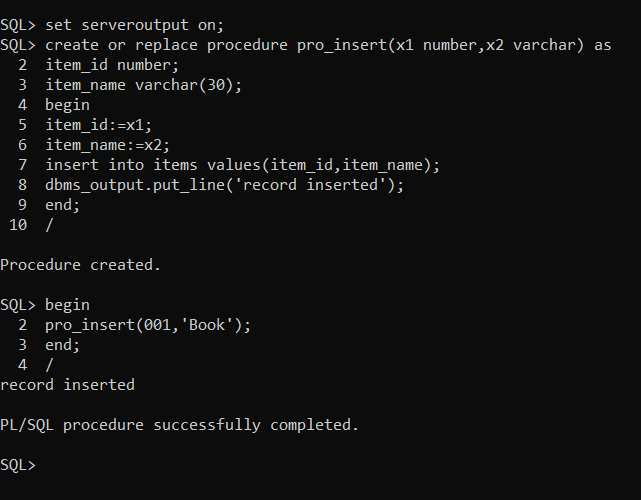 SQL> set serveroutput on;
SQL> create or replace procedure pro_insert(x1 number,x2 varchar) as
  2  item_id number;
  3  item_name varchar(30);
  4  begin
  5  item_id:=x1;
  6  item_name:=x2;
  7  insert into items values(item_id,item_name);
  8  dbms_output.put_line('record inserted');
  9  end;
 10  /

Procedure created.

SQL> begin
  2  pro_insert(001,'Book');
  3  end;
  4  /
record inserted

PL/SQL procedure successfully completed.

SQL>